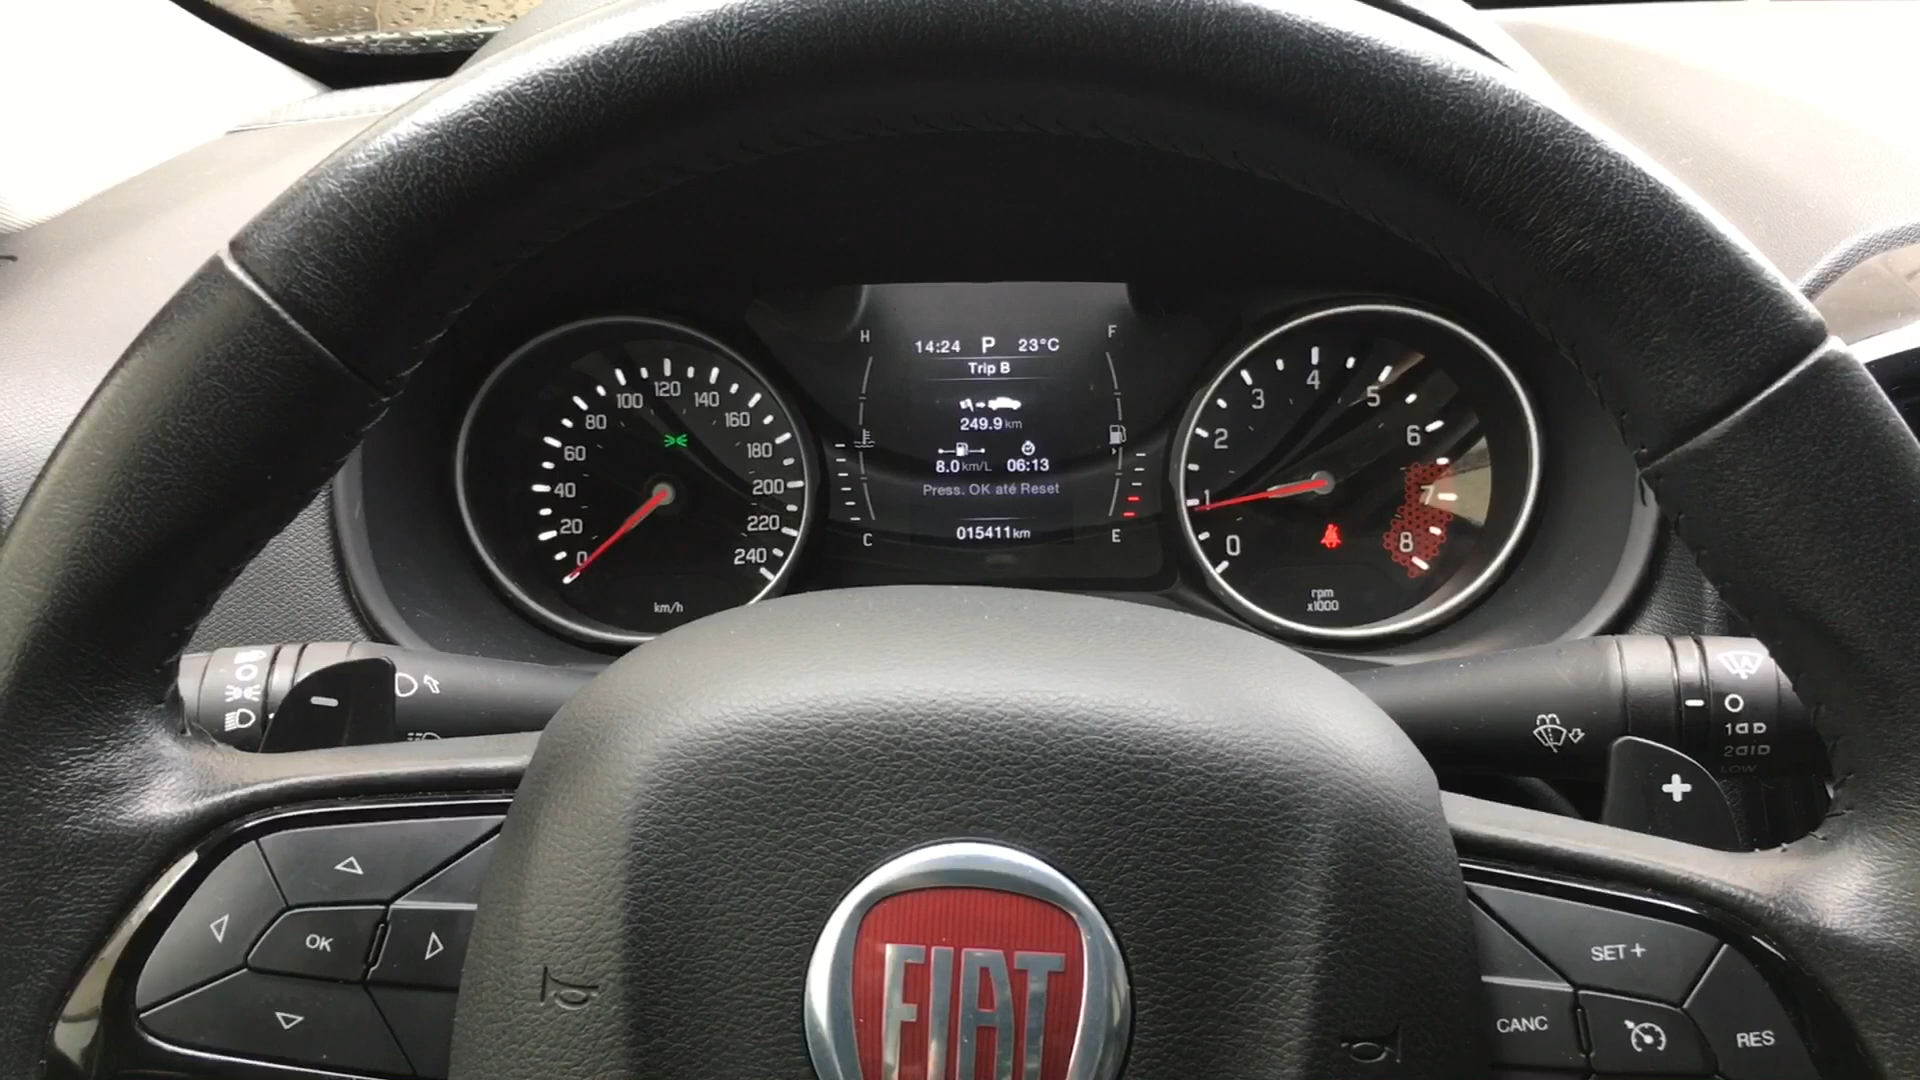 14:24 P 23°C
Trip B
249.9 km
8.0 km/L 06:13
Press. OK até Reset
015411 km
H
C
F
E
0
20
40
60
80
100
120
140
160
180
200
220
240
km/h
0
1
2
3
4
5
6
7
8
rpm
x1000
OK
FIAT
SET +
CANC
RES
A
O
1
2
LOW